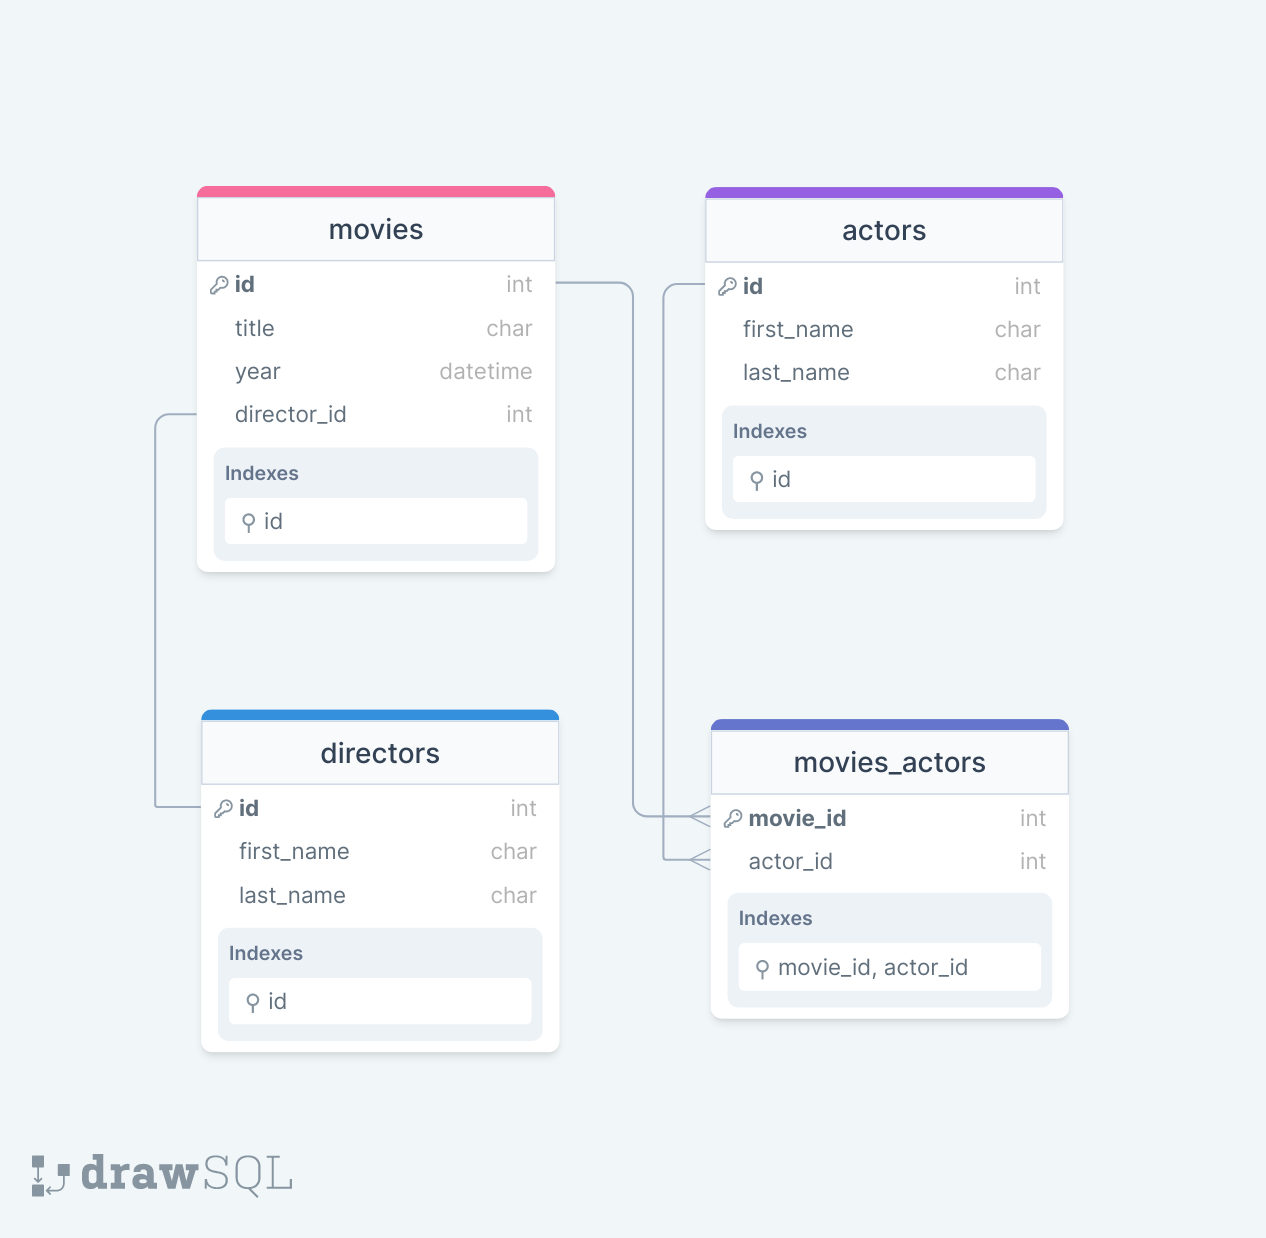 movies
id int
title char
year datetime
director_id int
Indexes
id
actors
id int
first_name char
last_name char
Indexes
id
directors
id int
first_name char
last_name char
Indexes
id
movies_actors
movie_id int
actor_id int
Indexes
movie_id, actor_id
drawSQL